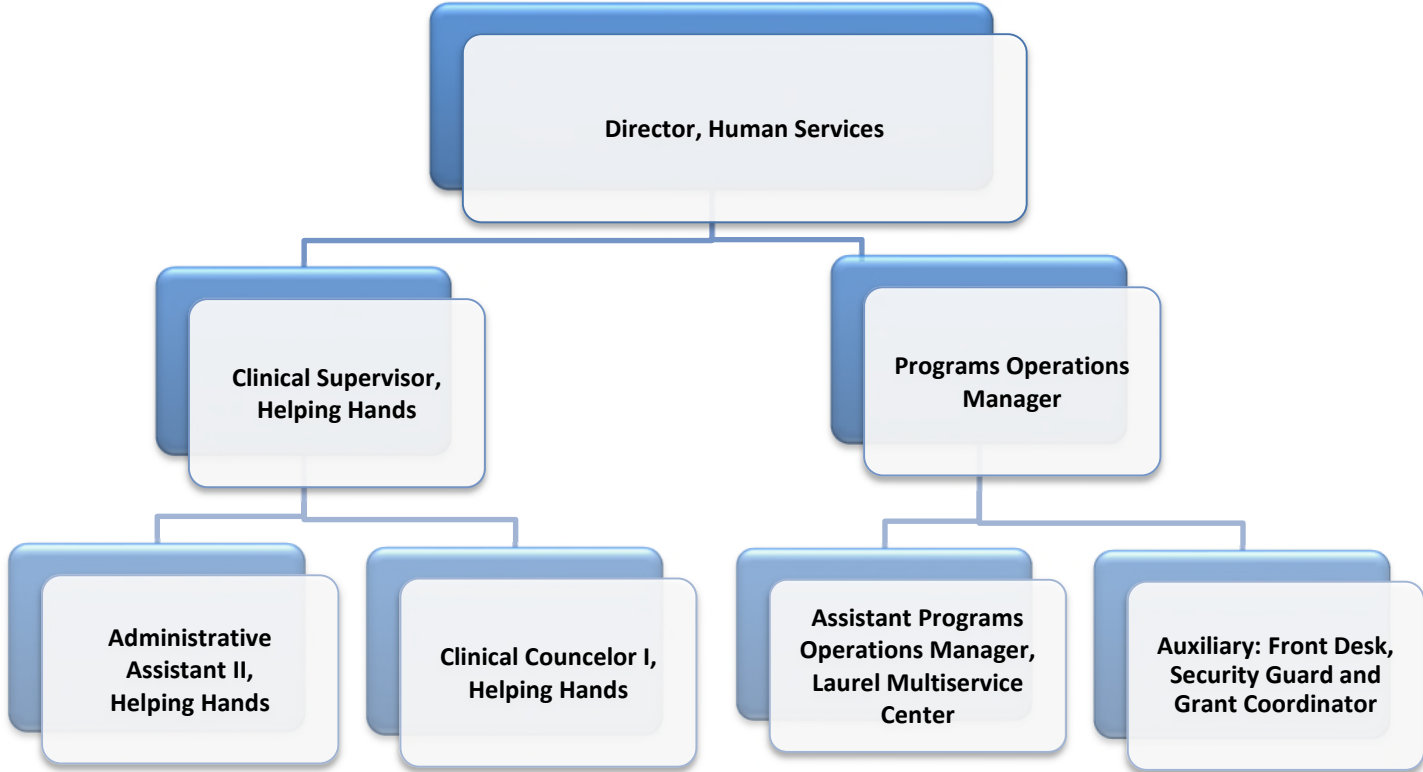 Director, Human Services
Clinical Supervisor,
Helping Hands
Programs Operations
Manager
Administrative
Assistant II,
Helping Hands
Clinical Councelor I,
Helping Hands
Assistant Programs
Operations Manager,
Laurel Multiservice
Center
Auxiliary: Front Desk,
Security Guard and
Grant Coordinator